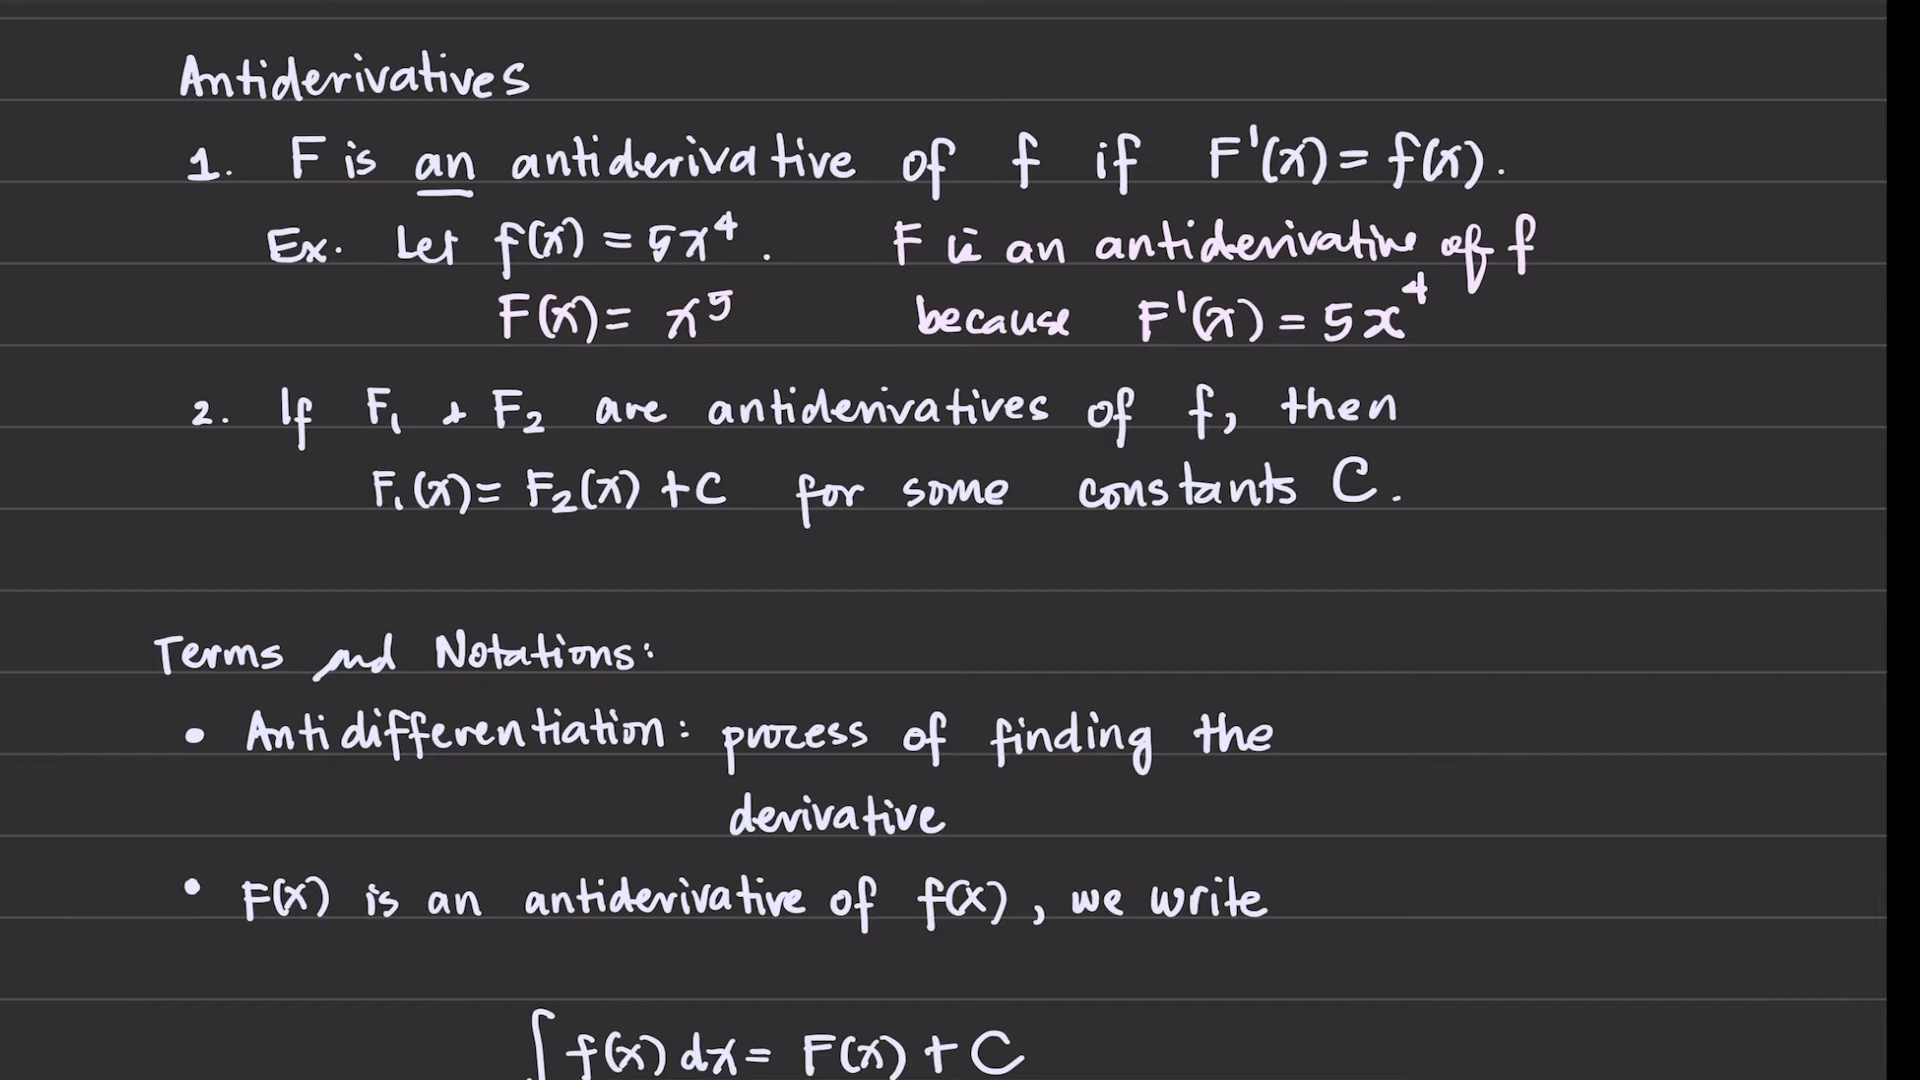 Antiderivatives
1. F is an antiderivative of f if F'(x) = f(x).
Ex. Let f(x) = 5x⁴. F is an antiderivative of f
F(x) = x⁵ because F'(x) = 5x⁴
2. If F₁ & F₂ are antiderivatives of f, then
F₁(x) = F₂(x) + C for some constants C.
Terms and Notations:
• Antidifferentiation: process of finding the
derivative
• F(x) is an antiderivative of f(x), we write
∫ f(x) dx = F(x) + C